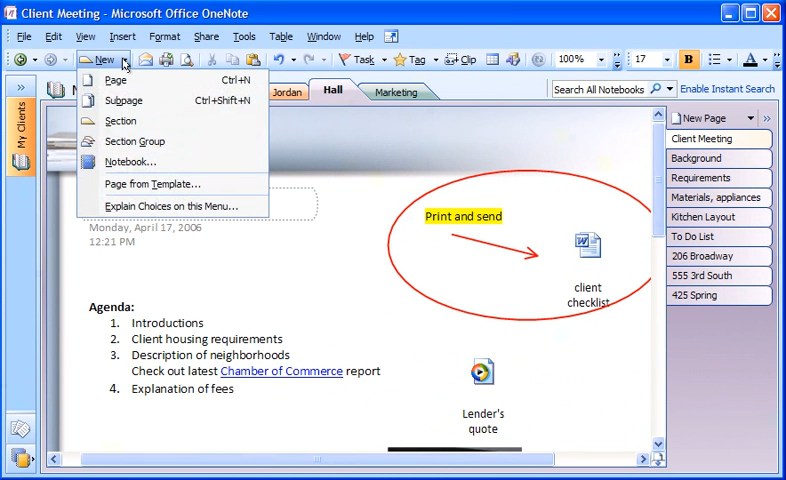 Client Meeting - Microsoft Office OneNote
File Edit View Insert Format Share Tools Table Window Help
New Task Tag Clip 100% 17 B A
Page Ctrl+N
Subpage Ctrl+Shift+N
Section
Section Group
Notebook...
Page from Template...
Explain Choices on this Menu...
My Clients
Jordan Hall Marketing
Search All Notebooks Enable Instant Search
New Page
Client Meeting
Background
Requirements
Materials, appliances
Kitchen Layout
To Do List
206 Broadway
555 3rd South
425 Spring
Monday, April 17, 2006
12:21 PM
Print and send
client
checklist
Agenda:
1. Introductions
2. Client housing requirements
3. Description of neighborhoods
Check out latest Chamber of Commerce report
4. Explanation of fees
Lender's
quote